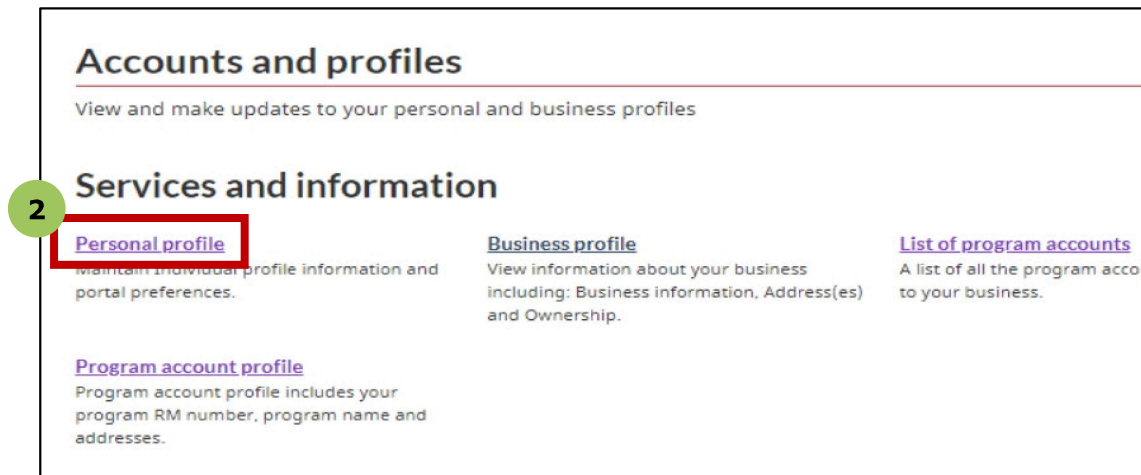 Accounts and profiles
View and make updates to your personal and business profiles
Services and information
2
Personal profile
Maintain Individual profile information and
portal preferences.
Business profile
View information about your business
including: Business information, Address(es)
and Ownership.
List of program accounts
A list of all the program acco
to your business.
Program account profile
Program account profile includes your
program RM number, program name and
addresses.